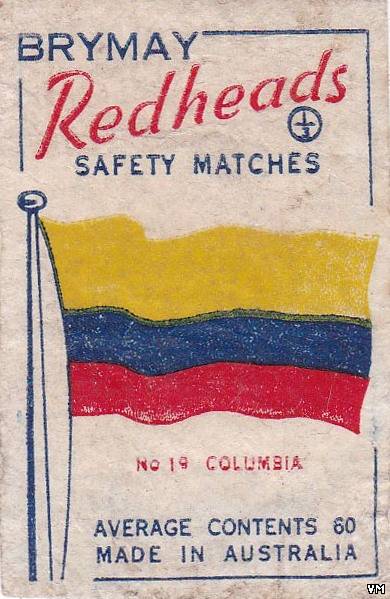 BRYMAY
Redheads
SAFETY MATCHES
No 19 COLUMBIA
AVERAGE CONTENTS 60
MADE IN AUSTRALIA
VM